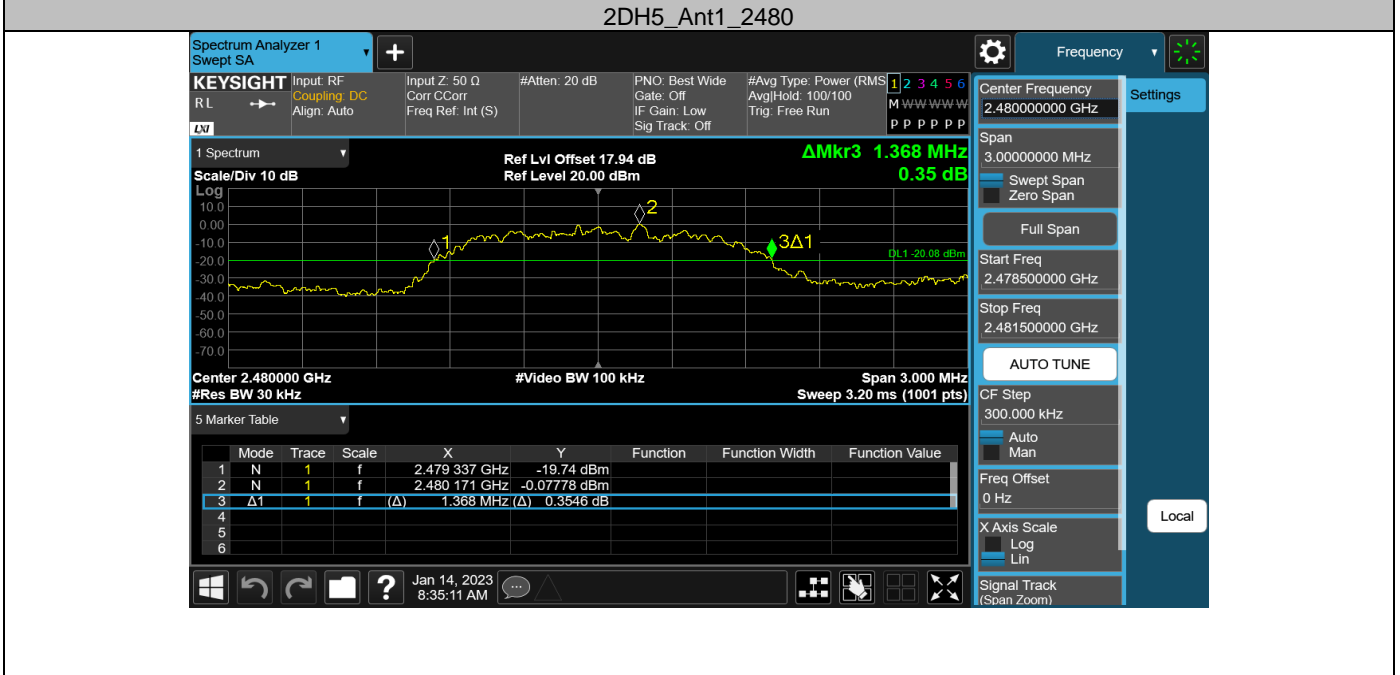 2DH5_Ant1_2480
Spectrum Analyzer 1
Swept SA
+
Frequency
KEYSIGHT
RL
LXI
Input: RF
Coupling: DC
Align: Auto
Input Z: 50 Ω
Corr CCorr
Freq Ref: Int (S)
#Atten: 20 dB
PNO: Best Wide
Gate: Off
IF Gain: Low
Sig Track: Off
#Avg Type: Power (RMS
Avg|Hold: 100/100
Trig: Free Run
1 2 3 4 5 6
M W W W W W
P P P P P P
1 Spectrum
Scale/Div 10 dB
Ref Lvl Offset 17.94 dB
Ref Level 20.00 dBm
ΔMkr3 1.368 MHz
0.35 dB
Log
10.0
0.00
-10.0
-20.0
-30.0
-40.0
-50.0
-60.0
-70.0
1
2
3Δ1
DL1 -20.08 dBm
Center 2.480000 GHz
#Video BW 100 kHz
Span 3.000 MHz
#Res BW 30 kHz
Sweep 3.20 ms (1001 pts)
5 Marker Table
Mode Trace Scale X Y Function Function Width Function Value
1 N 1 f 2.479 337 GHz -19.74 dBm
2 N 1 f 2.480 171 GHz -0.07778 dBm
3 Δ1 1 f (Δ) 1.368 MHz (Δ) 0.3546 dB
4
5
6
?
Jan 14, 2023
8:35:11 AM
Center Frequency
2.480000000 GHz
Span
3.00000000 MHz
Swept Span
Zero Span
Full Span
Start Freq
2.478500000 GHz
Stop Freq
2.481500000 GHz
AUTO TUNE
CF Step
300.000 kHz
Auto
Man
Freq Offset
0 Hz
X Axis Scale
Log
Lin
Signal Track
(Span Zoom)
Settings
Local